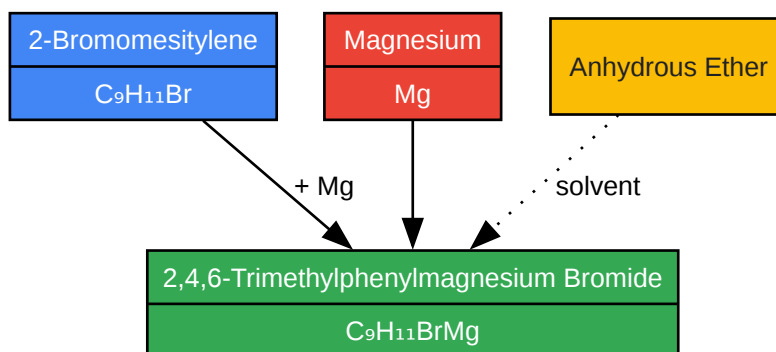 2-Bromomesitylene
C₉H₁₁Br
Magnesium
Mg
Anhydrous Ether
+ Mg
solvent
2,4,6-Trimethylphenylmagnesium Bromide
C₉H₁₁BrMg